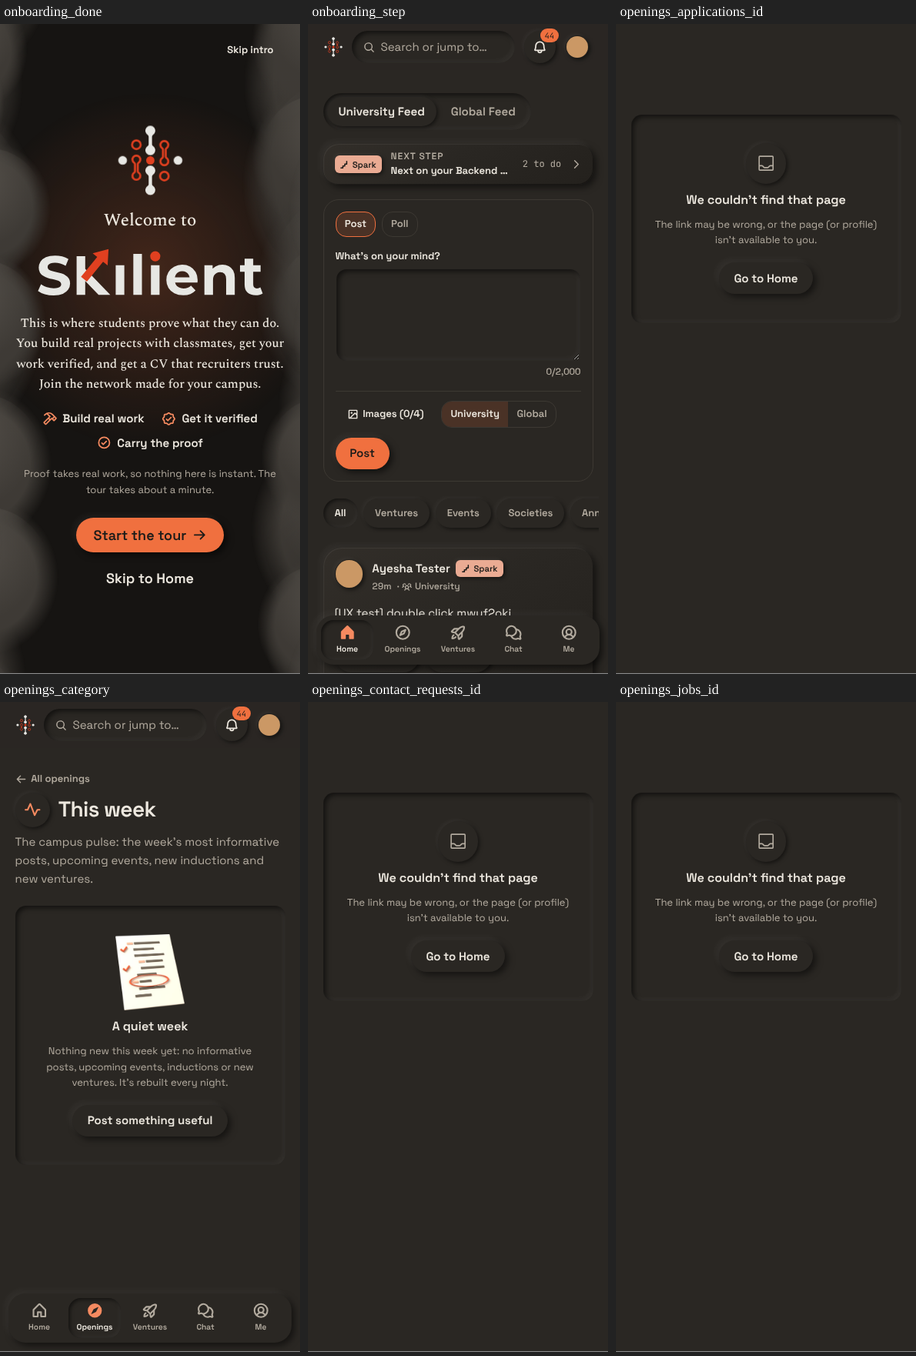 onboarding_done
Skip intro
Welcome to
Skilient
This is where students prove what they can do.
You build real projects with classmates, get your
work verified, and get a CV that recruiters trust.
Join the network made for your campus.
Build real work
Get it verified
Carry the proof
Proof takes real work, so nothing here is instant. The
tour takes about a minute.
Start the tour →
Skip to Home
onboarding_step
Search or jump to...
44
University Feed
Global Feed
Spark
NEXT STEP
Next on your Backend ...
2 to do
Post
Poll
What's on your mind?
0/2,000
Images (0/4)
University
Global
Post
All
Ventures
Events
Societies
Ann
Ayesha Tester
Spark
29m · University
[UX test] double click mwuf2oki
Home
Openings
Ventures
Chat
Me
openings_applications_id
We couldn't find that page
The link may be wrong, or the page (or profile)
isn't available to you.
Go to Home
openings_category
Search or jump to...
44
← All openings
This week
The campus pulse: the week's most informative
posts, upcoming events, new inductions and
new ventures.
A quiet week
Nothing new this week yet: no informative
posts, upcoming events, inductions or new
ventures. It's rebuilt every night.
Post something useful
Home
Openings
Ventures
Chat
Me
openings_contact_requests_id
We couldn't find that page
The link may be wrong, or the page (or profile)
isn't available to you.
Go to Home
openings_jobs_id
We couldn't find that page
The link may be wrong, or the page (or profile)
isn't available to you.
Go to Home